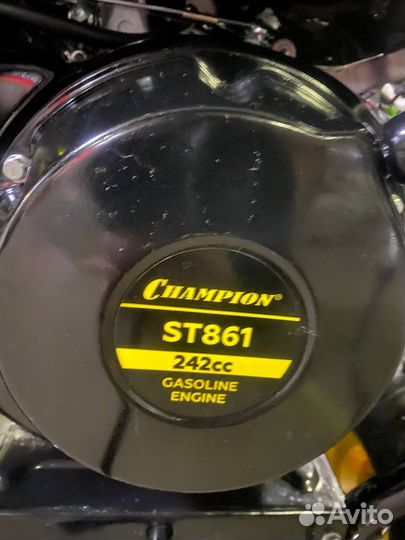 CHAMPION®
ST861
242cc
GASOLINE
ENGINE
Avito